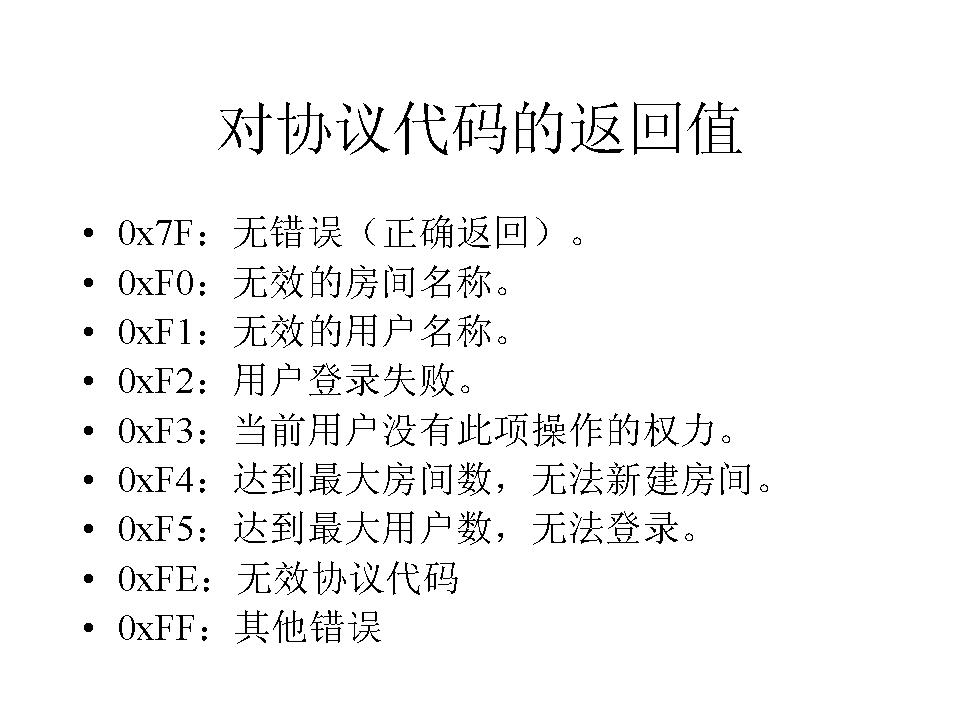 对协议代码的返回值
• 0x7F：无错误（正确返回）。
• 0xF0：无效的房间名称。
• 0xF1：无效的用户名称。
• 0xF2：用户登录失败。
• 0xF3：当前用户没有此项操作的权力。
• 0xF4：达到最大房间数，无法新建房间。
• 0xF5：达到最大用户数，无法登录。
• 0xFE：无效协议代码
• 0xFF：其他错误